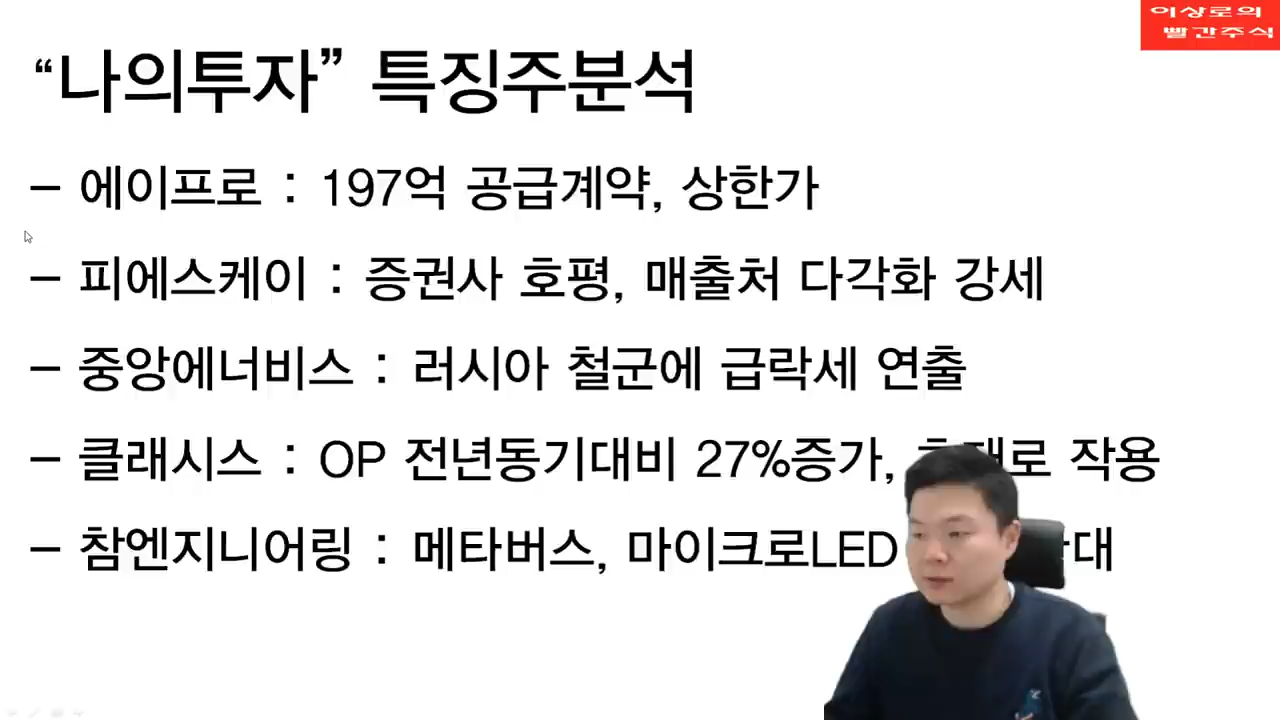 이상로의
빨간주식
“나의투자” 특징주분석
– 에이프로 : 197억 공급계약, 상한가
– 피에스케이 : 증권사 호평, 매출처 다각화 강세
– 중앙에너비스 : 러시아 철군에 급락세 연출
– 클래시스 : OP 전년동기대비 27%증가, 작용
– 참엔지니어링 : 메타버스, 마이크로LED